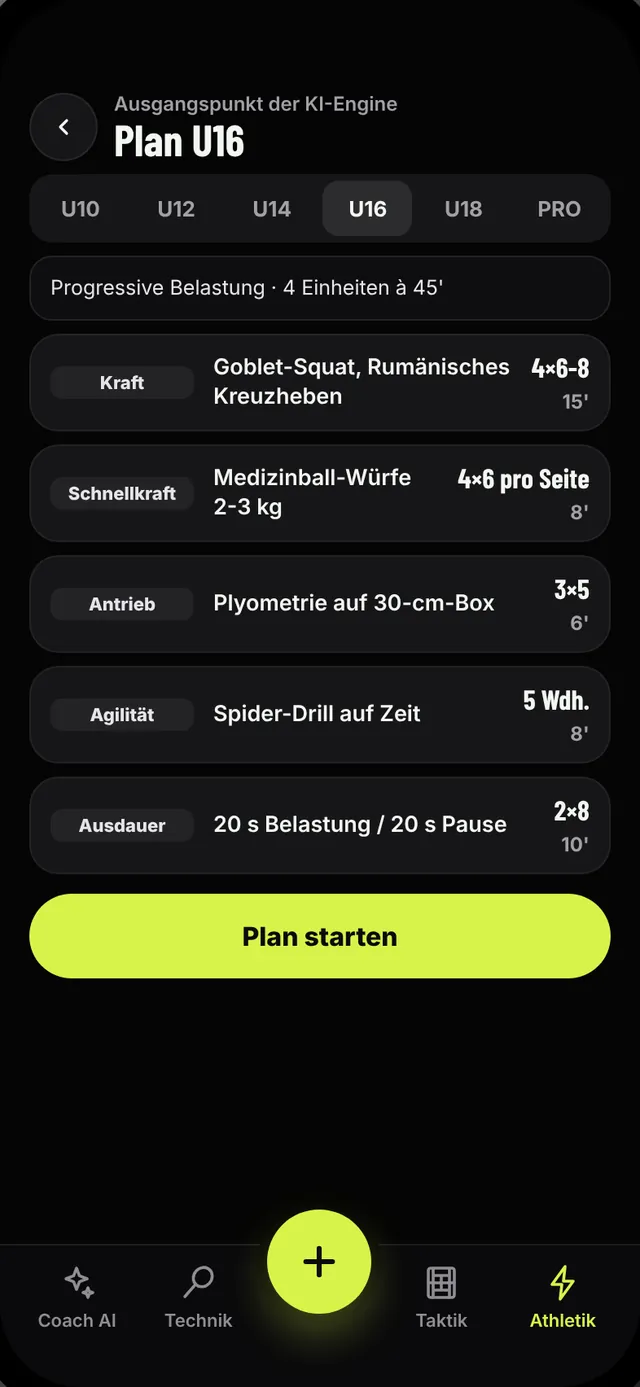 Ausgangspunkt der KI-Engine
Plan U16
U10 U12 U14 U16 U18 PRO
Progressive Belastung · 4 Einheiten à 45'
Kraft
Goblet-Squat, Rumänisches
Kreuzheben
4×6-8
15'
Schnellkraft
Medizinball-Würfe
2-3 kg
4×6 pro Seite
8'
Antrieb
Plyometrie auf 30-cm-Box
3×5
6'
Agilität
Spider-Drill auf Zeit
5 Wdh.
8'
Ausdauer
20 s Belastung / 20 s Pause
2×8
10'
Plan starten
Coach AI
Technik
Taktik
Athletik